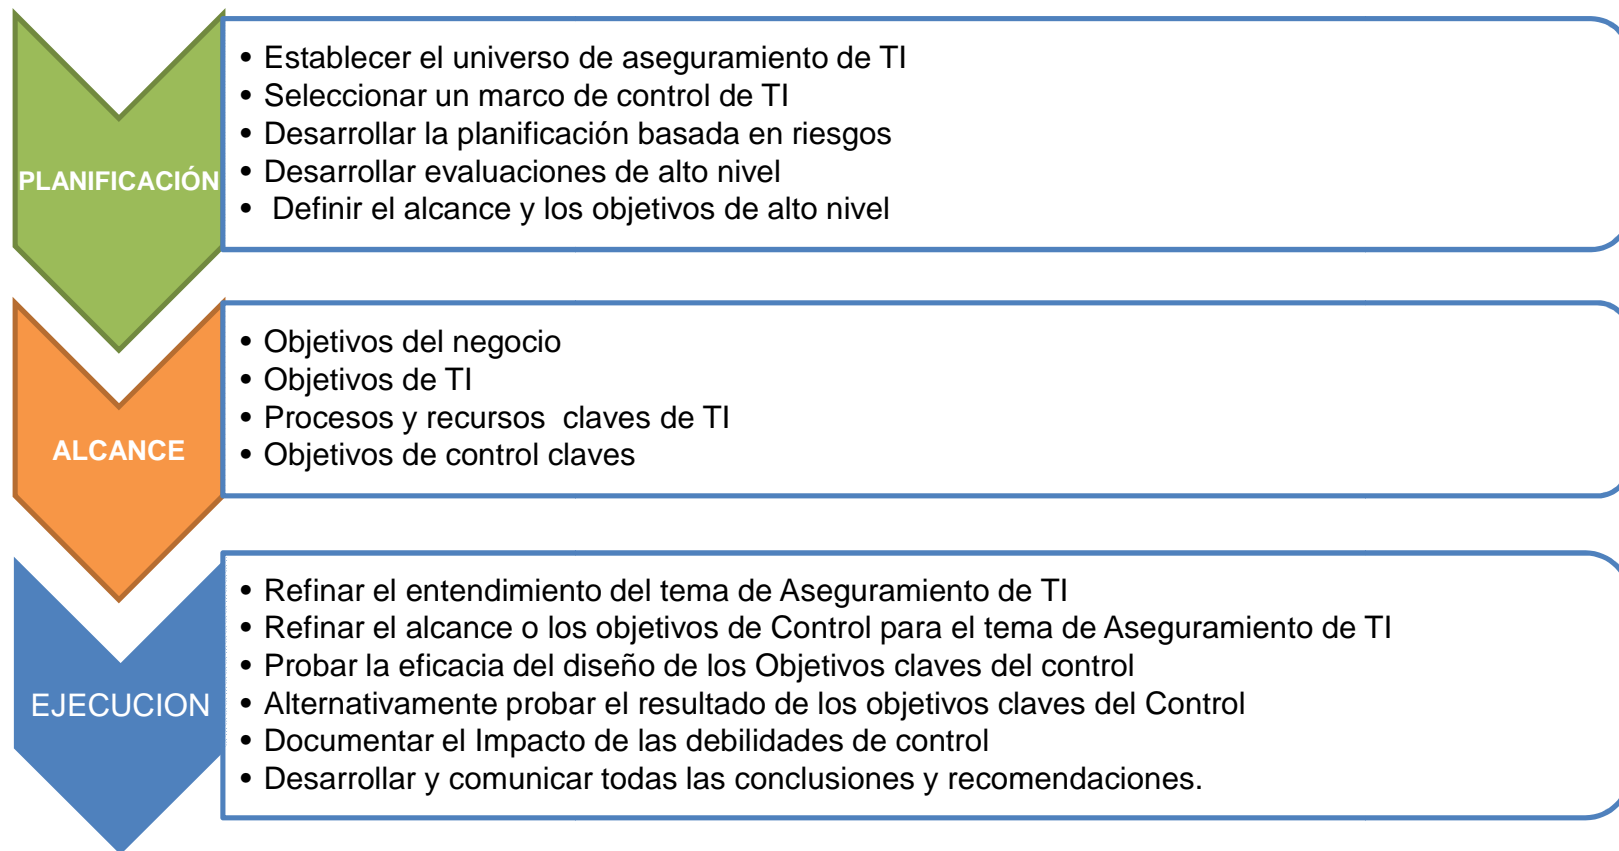 PLANIFICACIÓN
• Establecer el universo de aseguramiento de TI
• Seleccionar un marco de control de TI
• Desarrollar la planificación basada en riesgos
• Desarrollar evaluaciones de alto nivel
• Definir el alcance y los objetivos de alto nivel
ALCANCE
• Objetivos del negocio
• Objetivos de TI
• Procesos y recursos claves de TI
• Objetivos de control claves
EJECUCION
• Refinar el entendimiento del tema de Aseguramiento de TI
• Refinar el alcance o los objetivos de Control para el tema de Aseguramiento de TI
• Probar la eficacia del diseño de los Objetivos claves del control
• Alternativamente probar el resultado de los objetivos claves del Control
• Documentar el Impacto de las debilidades de control
• Desarrollar y comunicar todas las conclusiones y recomendaciones.